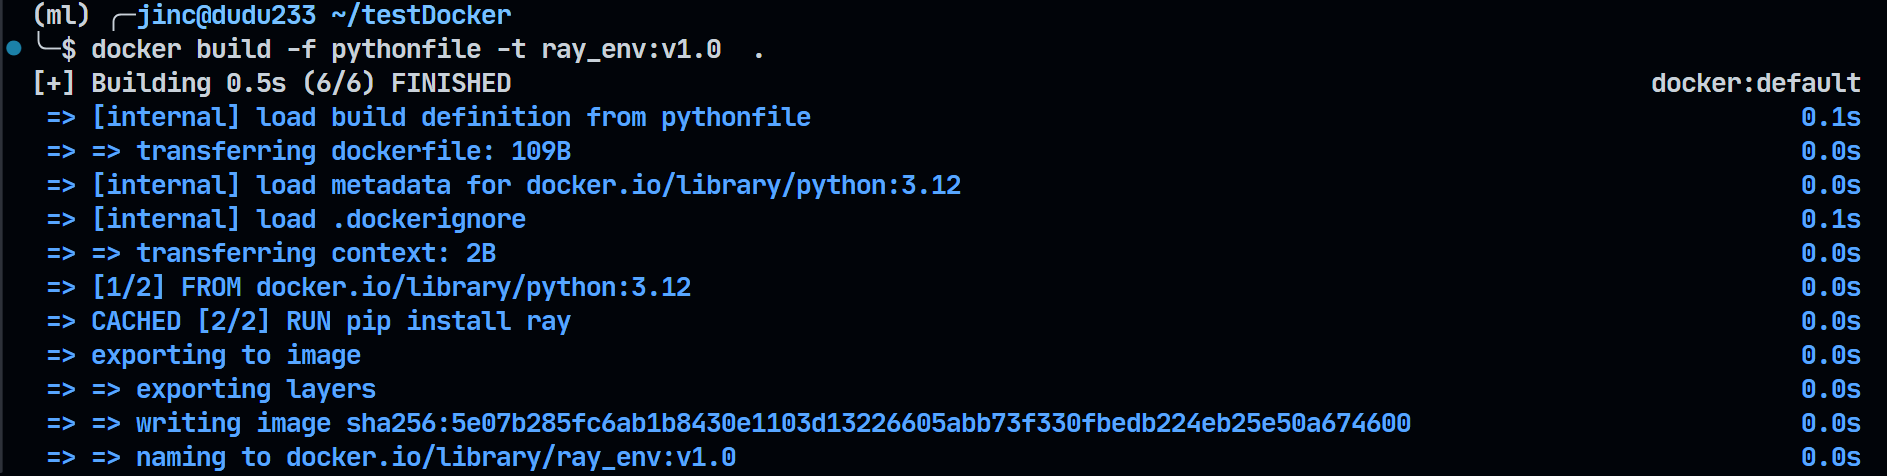 (ml) ╭─jinc@dudu233 ~/testDocker
╰─$ docker build -f pythonfile -t ray_env:v1.0  .
[+] Building 0.5s (6/6) FINISHED docker:default
=> [internal] load build definition from pythonfile 0.1s
=> => transferring dockerfile: 109B 0.0s
=> [internal] load metadata for docker.io/library/python:3.12 0.0s
=> [internal] load .dockerignore 0.1s
=> => transferring context: 2B 0.0s
=> [1/2] FROM docker.io/library/python:3.12 0.0s
=> CACHED [2/2] RUN pip install ray 0.0s
=> exporting to image 0.0s
=> => exporting layers 0.0s
=> => writing image sha256:5e07b285fc6ab1b8430e1103d13226605abb73f330fbedb224eb25e50a674600 0.0s
=> => naming to docker.io/library/ray_env:v1.0 0.0s